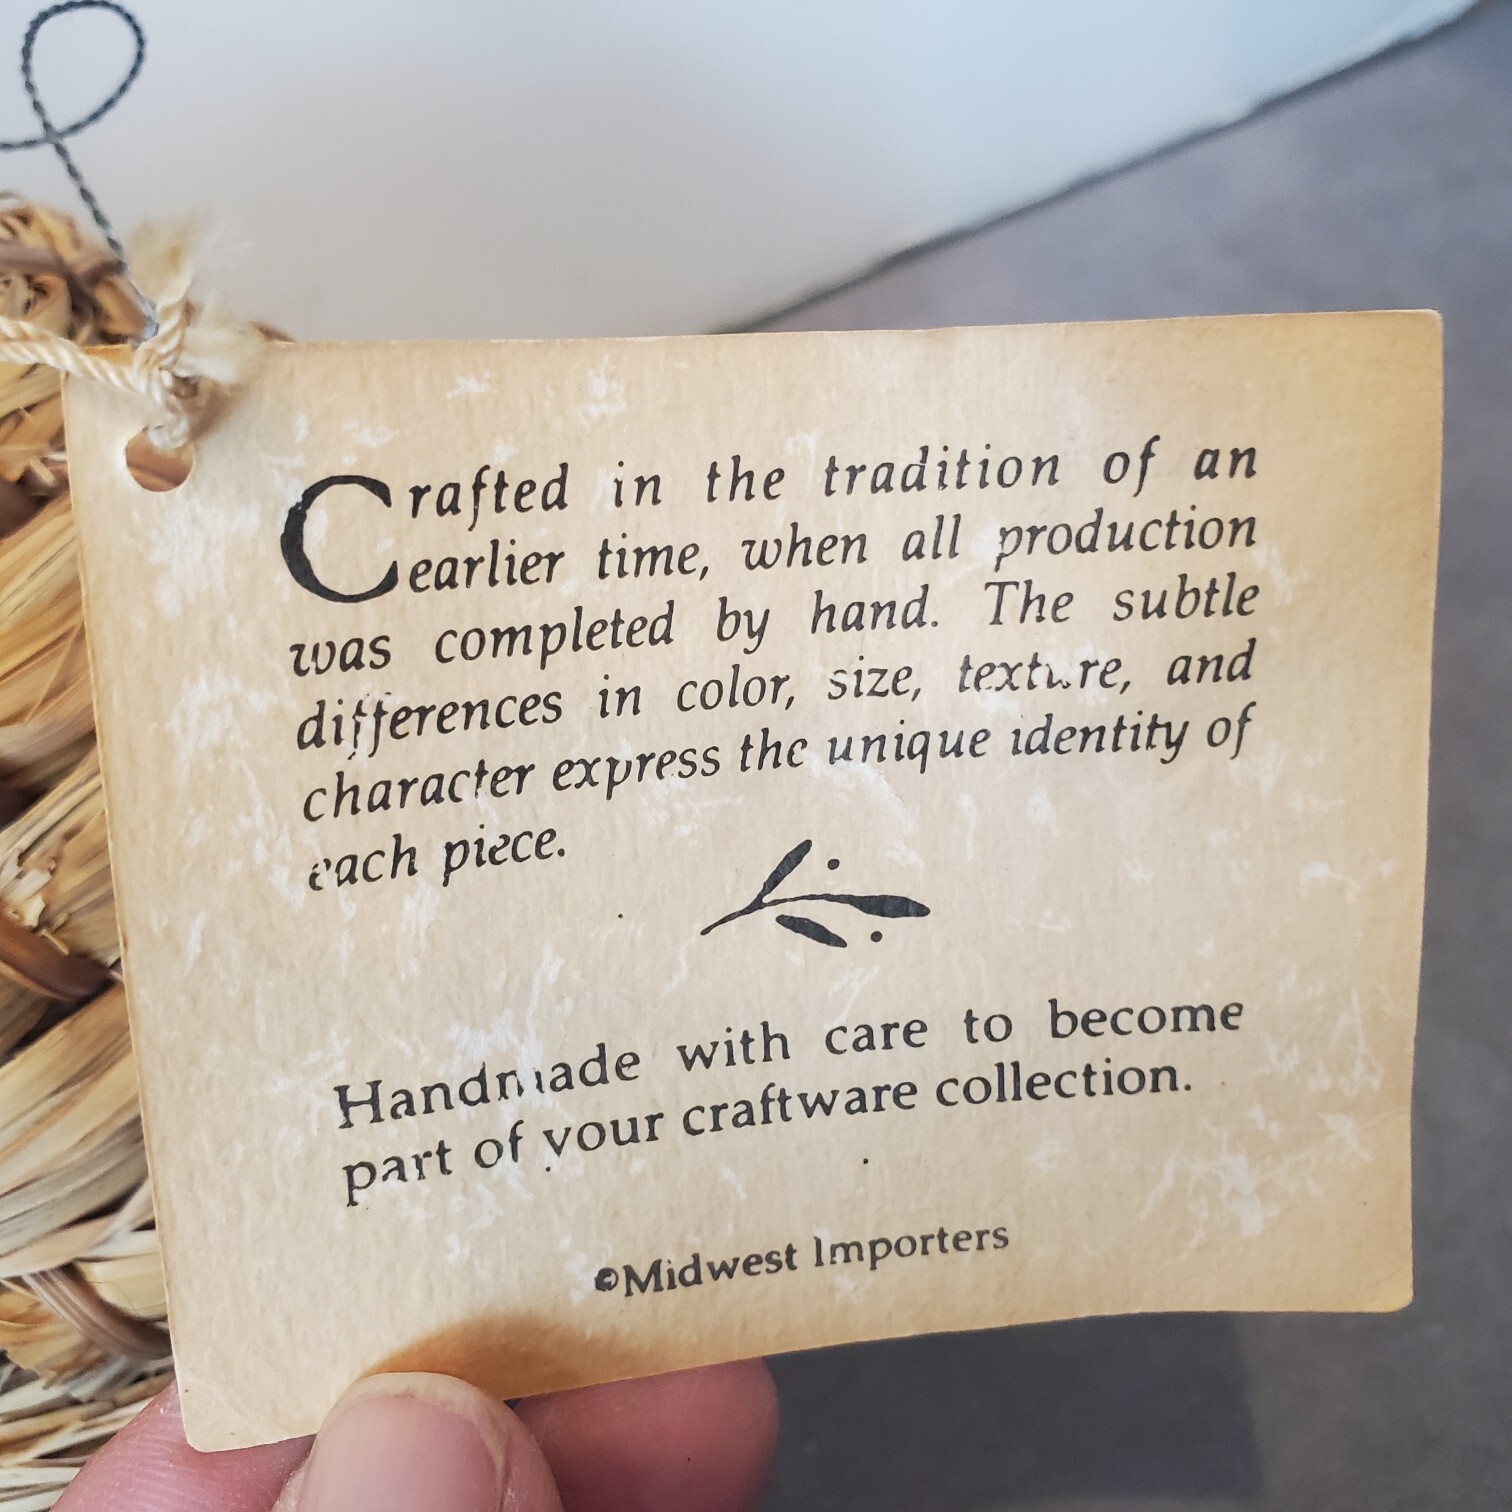 Crafted in the tradition of an
earlier time, when all production
was completed by hand. The subtle
differences in color, size, texture, and
character express the unique identity of
each piece.
Handmade with care to become
part of your craftware collection.
©Midwest Importers